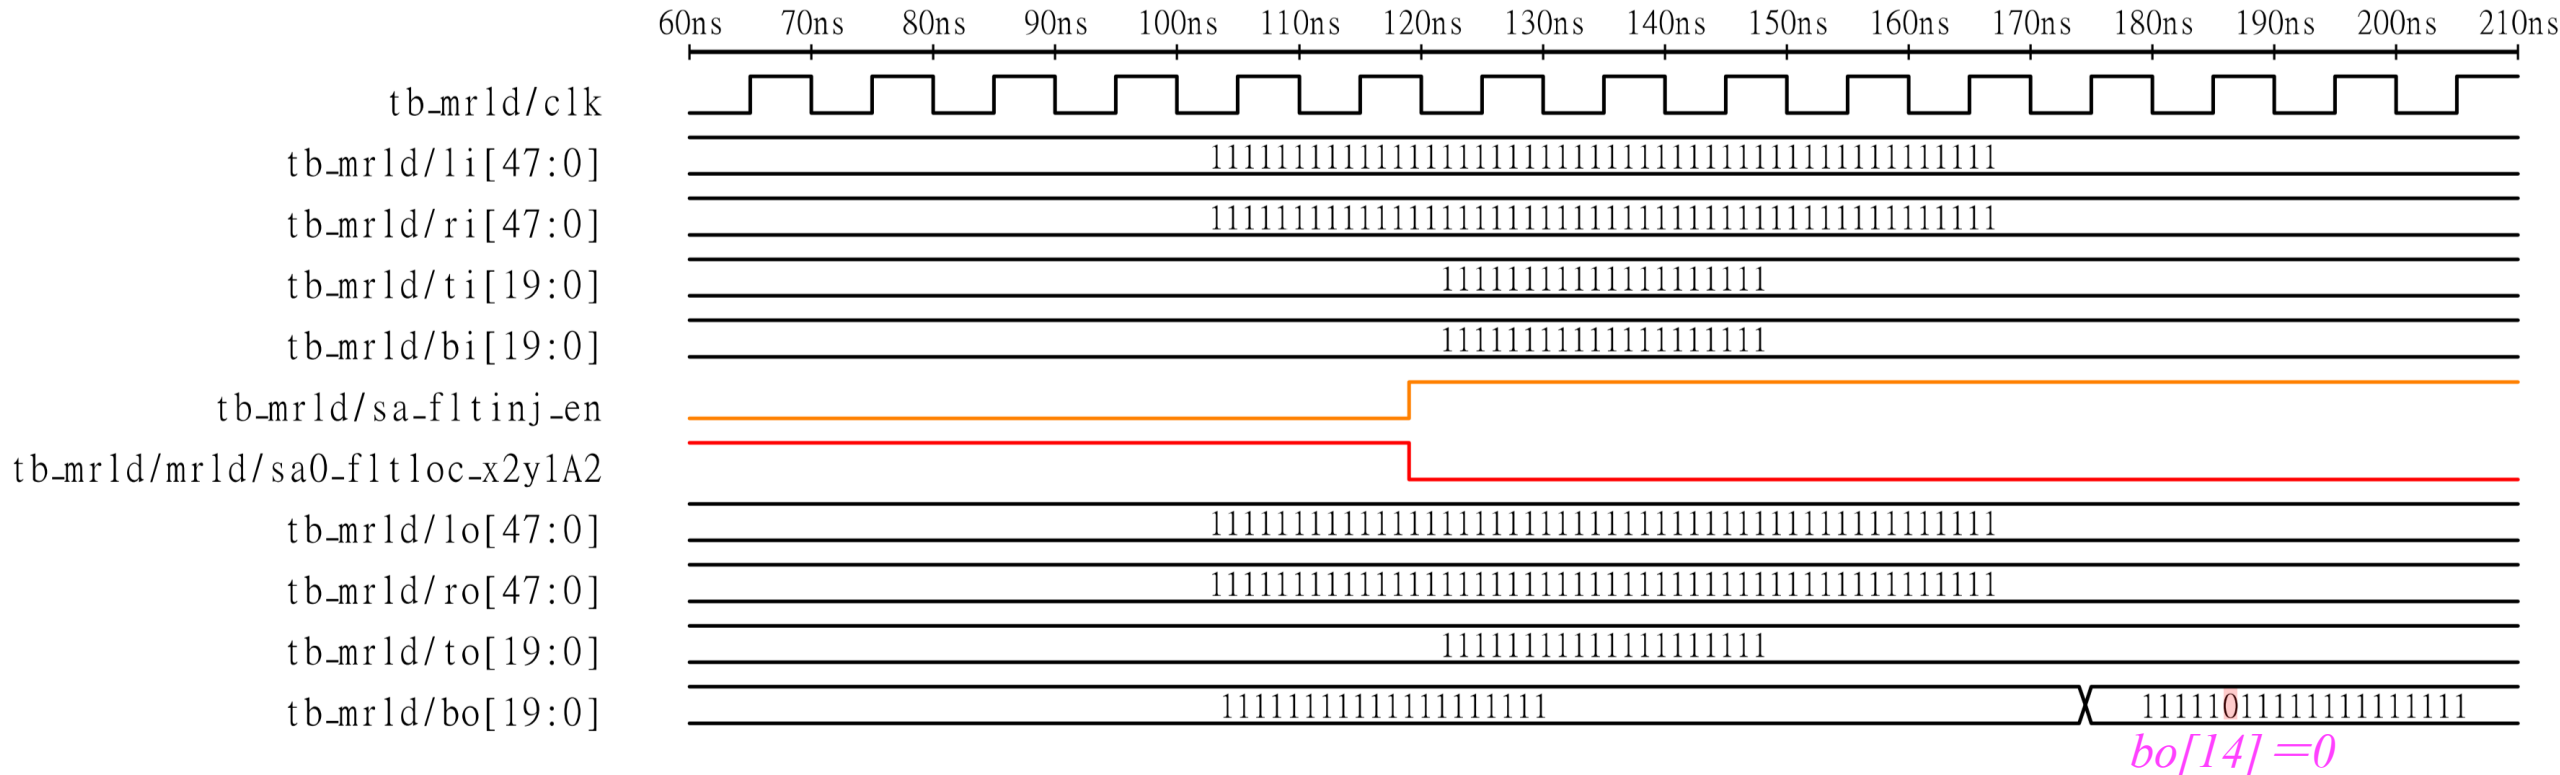 60ns 70ns 80ns 90ns 100ns 110ns 120ns 130ns 140ns 150ns 160ns 170ns 180ns 190ns 200ns 210ns
tb_mrld/clk
tb_mrld/li[47:0] 111111111111111111111111111111111111111111111111
tb_mrld/ri[47:0] 111111111111111111111111111111111111111111111111
tb_mrld/ti[19:0] 11111111111111111111
tb_mrld/bi[19:0] 11111111111111111111
tb_mrld/sa_fltinj_en
tb_mrld/mrld/sa0_fltloc_x2y1A2
tb_mrld/lo[47:0] 111111111111111111111111111111111111111111111111
tb_mrld/ro[47:0] 111111111111111111111111111111111111111111111111
tb_mrld/to[19:0] 11111111111111111111
tb_mrld/bo[19:0] 11111111111111111111 11111011111111111111
bo[14]=0